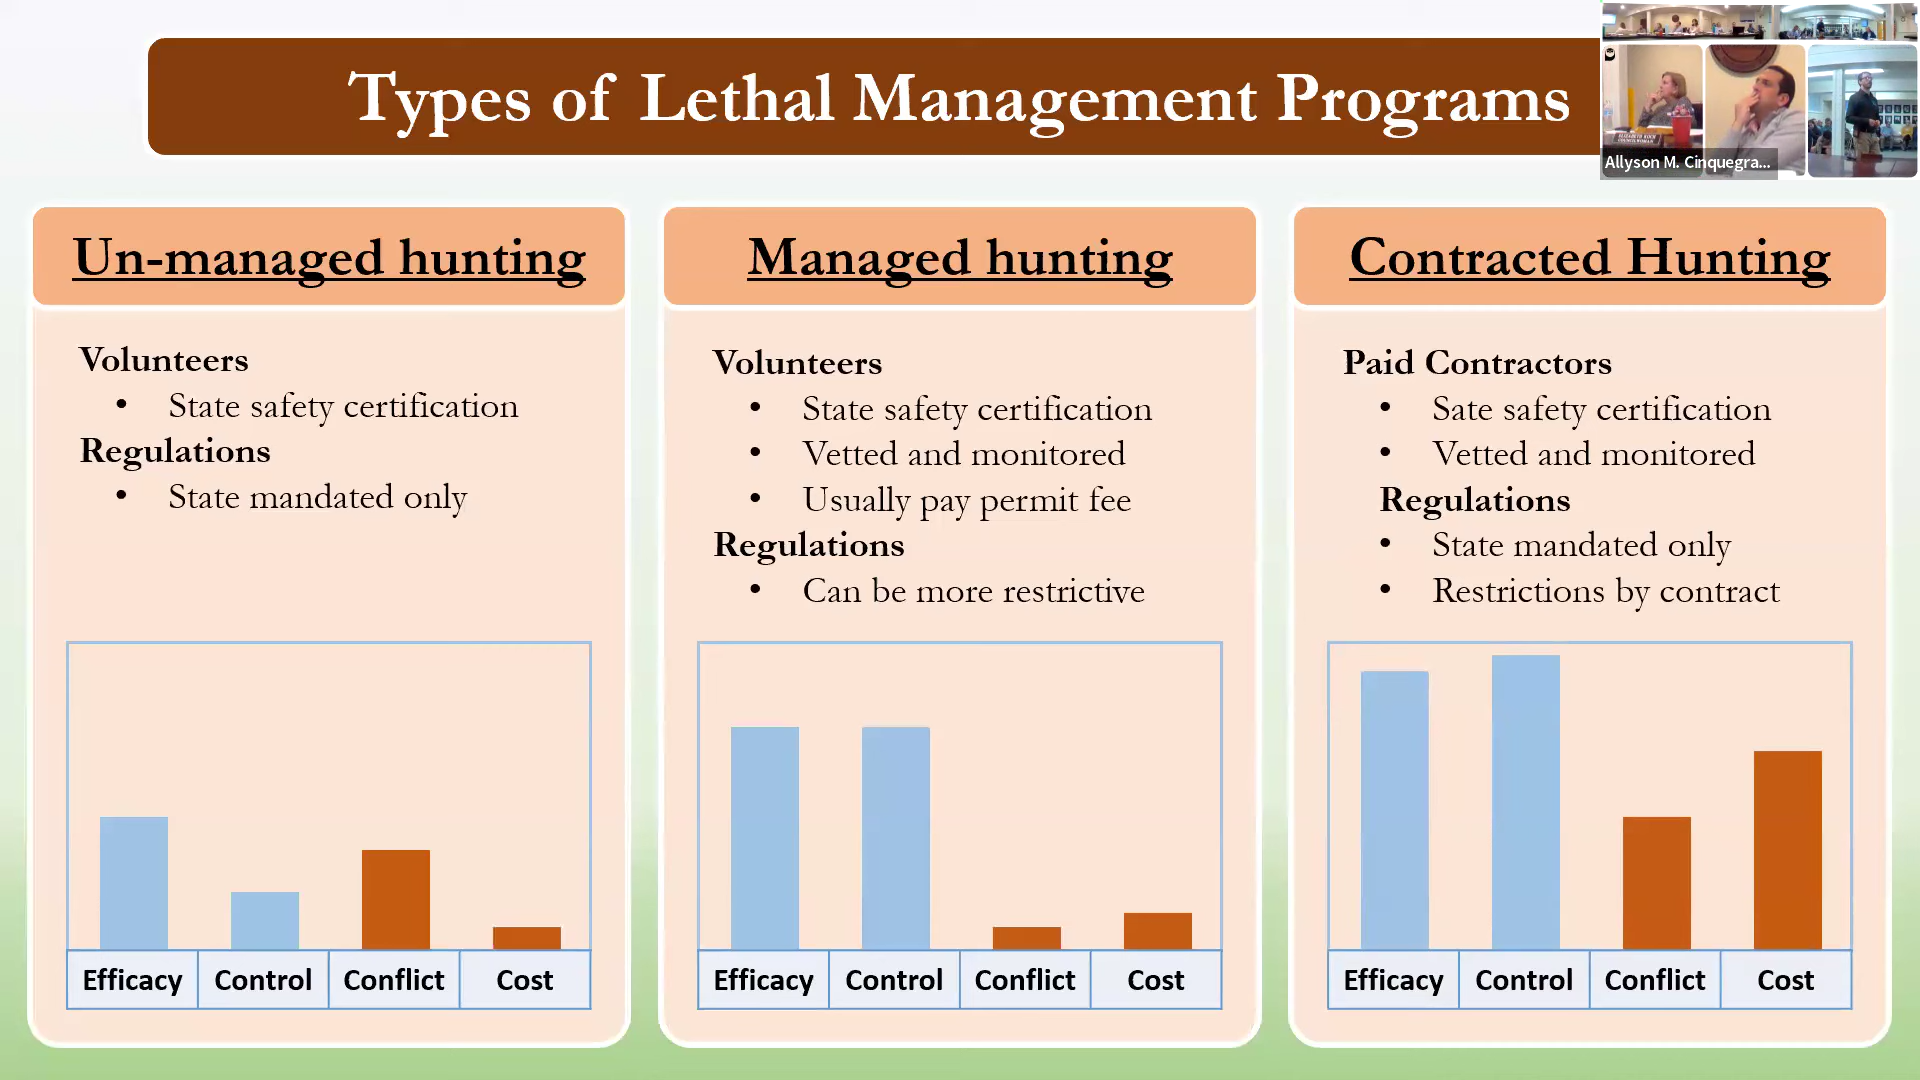 Types of Lethal Management Programs
Allyson M. Cinquegra...
Un-managed hunting
Volunteers
• State safety certification
Regulations
• State mandated only
Efficacy Control Conflict Cost
Managed hunting
Volunteers
• State safety certification
• Vetted and monitored
• Usually pay permit fee
Regulations
• Can be more restrictive
Efficacy Control Conflict Cost
Contracted Hunting
Paid Contractors
• Sate safety certification
• Vetted and monitored
Regulations
• State mandated only
• Restrictions by contract
Efficacy Control Conflict Cost